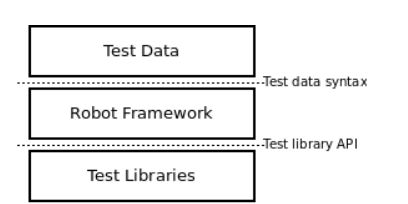 Test Data
Test data syntax
Robot Framework
Test library API
Test Libraries